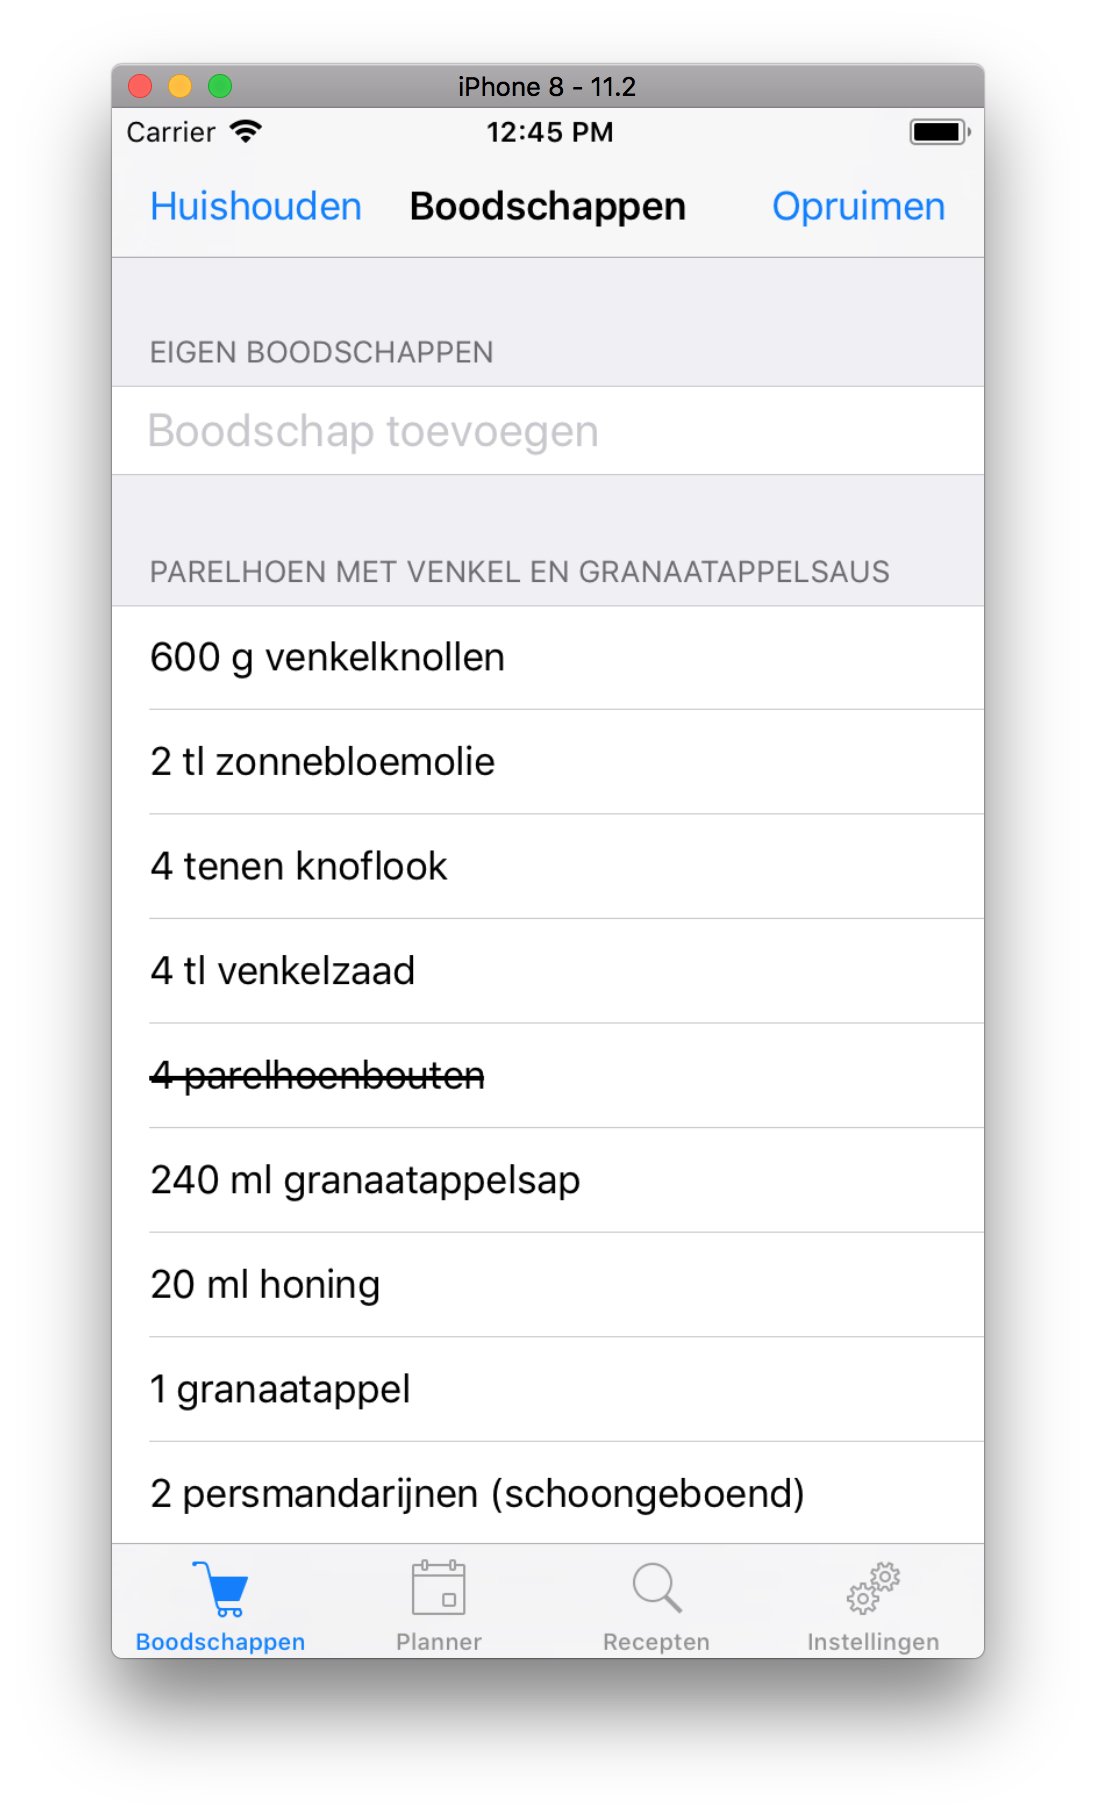 iPhone 8 - 11.2
Carrier 12:45 PM
Huishouden Boodschappen Opruimen
EIGEN BOODSCHAPPEN
Boodschap toevoegen
PARELHOEN MET VENKEL EN GRANAATAPPELSAUS
600 g venkelknollen
2 tl zonnebloemolie
4 tenen knoflook
4 tl venkelzaad
4 parelhoenbouten
240 ml granaatappelsap
20 ml honing
1 granaatappel
2 persmandarijnen (schoongeboend)
Boodschappen Planner Recepten Instellingen